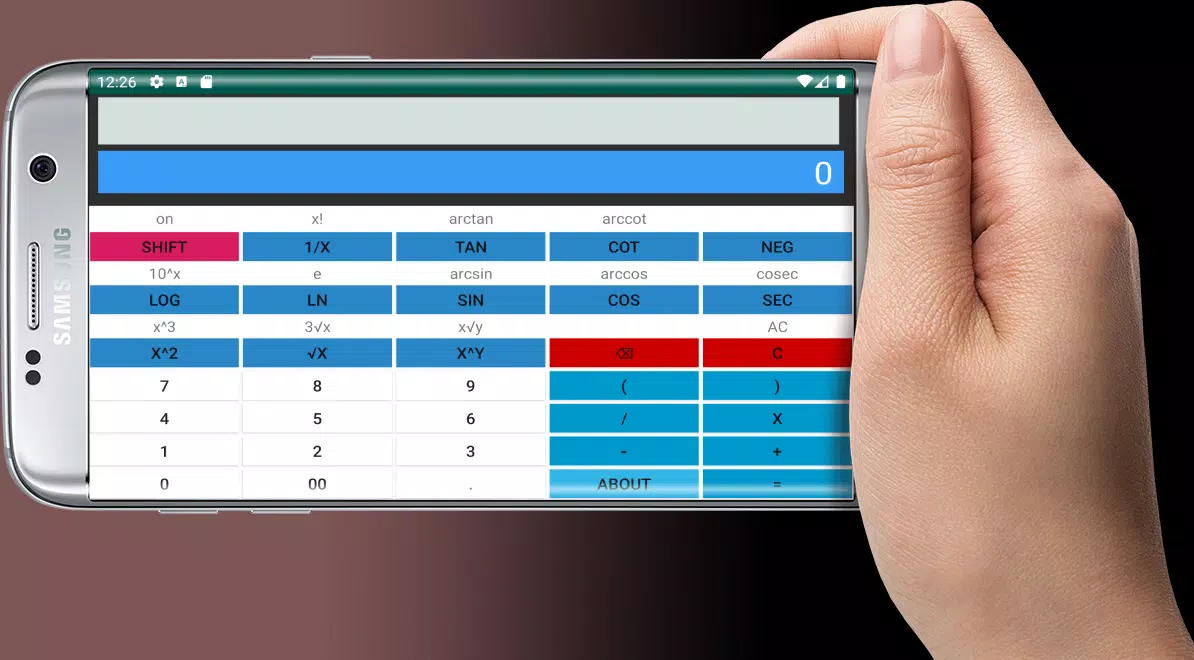 12:26
0
on x! arctan arccot
SHIFT 1/X TAN COT NEG
10^x e arcsin arccos cosec
LOG LN SIN COS SEC
x^3 3√x x√y AC
X^2 √X X^Y ⌫ C
7 8 9 ( )
4 5 6 / X
1 2 3 - +
0 00 . ABOUT =
SAMSUNG